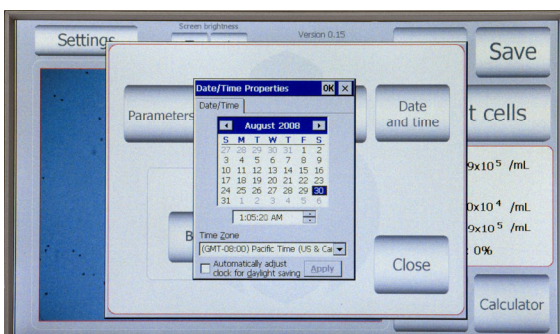 Screen brightness
Version 0.15
Settings
Save
Parameters
Date
and time
t cells
Date/Time Properties OK ×
Date/Time
August 2008
S M T W T F S
27 28 29 30 31 1 2
3 4 5 6 7 8 9
10 11 12 13 14 15 16
17 18 19 20 21 22 23
24 25 26 27 28 29 30
31 1 2 3 4 5 6
1:05:20 AM
Time Zone
(GMT-08:00) Pacific Time (US & Ca
Automatically adjust
clock for daylight saving
Apply
9x10⁵ /mL
0x10⁴ /mL
9x10⁵ /mL
: 0%
B
Close
Calculator